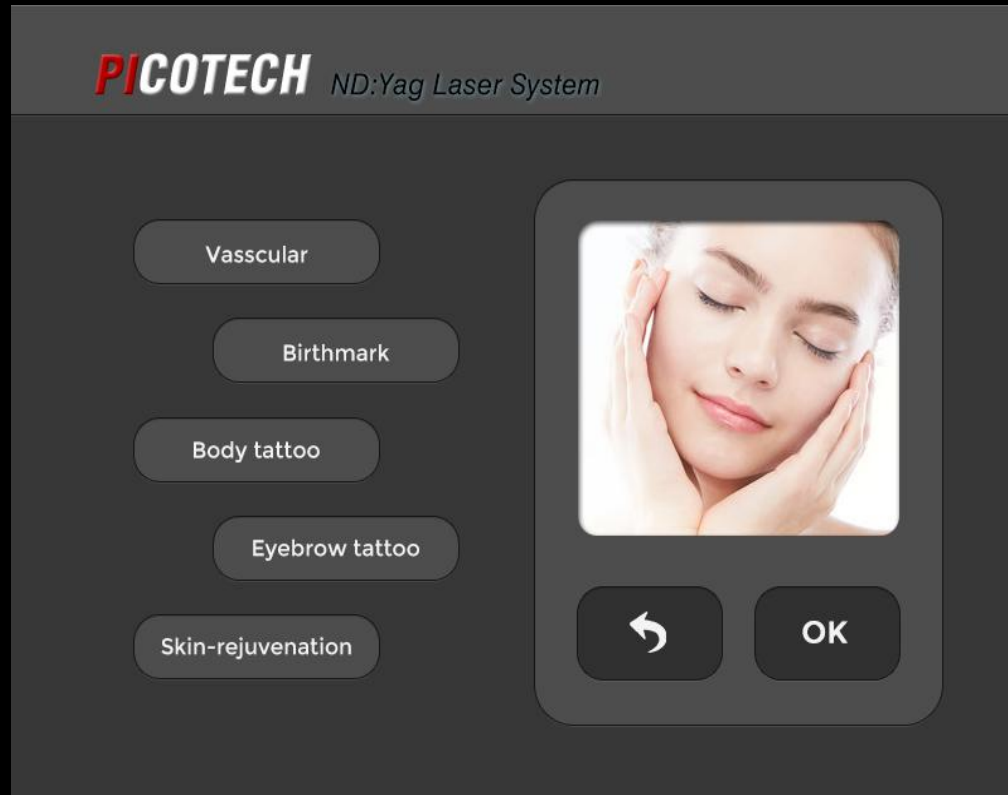 PICOTECH ND:Yag Laser System
Vasscular
Birthmark
Body tattoo
Eyebrow tattoo
Skin-rejuvenation
OK